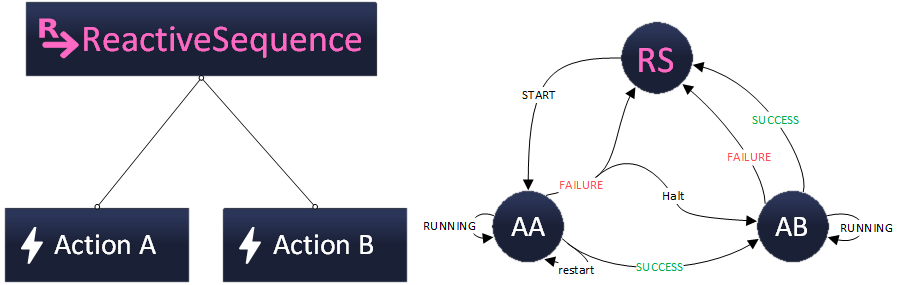 R ReactiveSequence
Action A
Action B
RS
START
SUCCESS
FAILURE
FAILURE
Halt
AA
AB
RUNNING
RUNNING
restart
SUCCESS